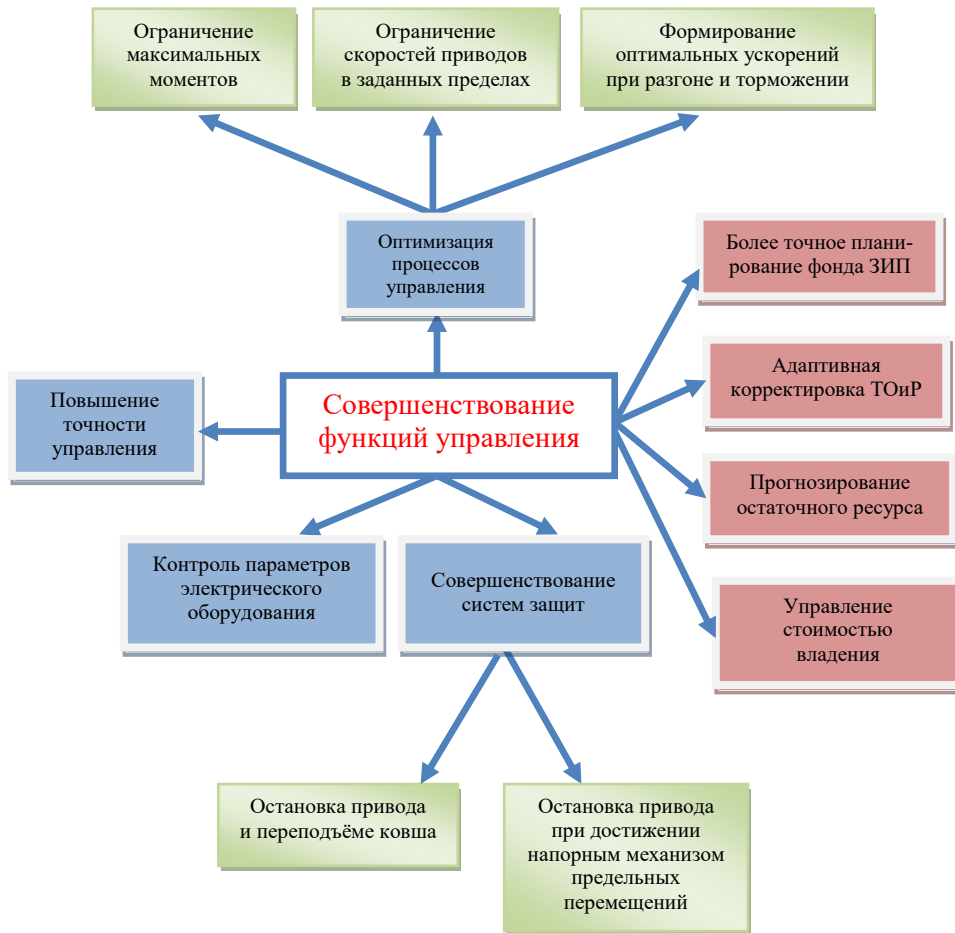 Ограничение
максимальных
моментов
Ограничение
скоростей приводов
в заданных пределах
Формирование
оптимальных ускорений
при разгоне и торможении
Оптимизация
процессов
управления
Более точное плани-
рование фонда ЗИП
Адаптивная
корректировка ТОиР
Повышение
точности
управления
Совершенствование
функций управления
Прогнозирование
остаточного ресурса
Контроль параметров
электрического
оборудования
Совершенствование
систем защит
Управление
стоимостью
владения
Остановка привода
и переподъёме ковша
Остановка привода
при достижении
напорным механизмом
предельных
перемещений